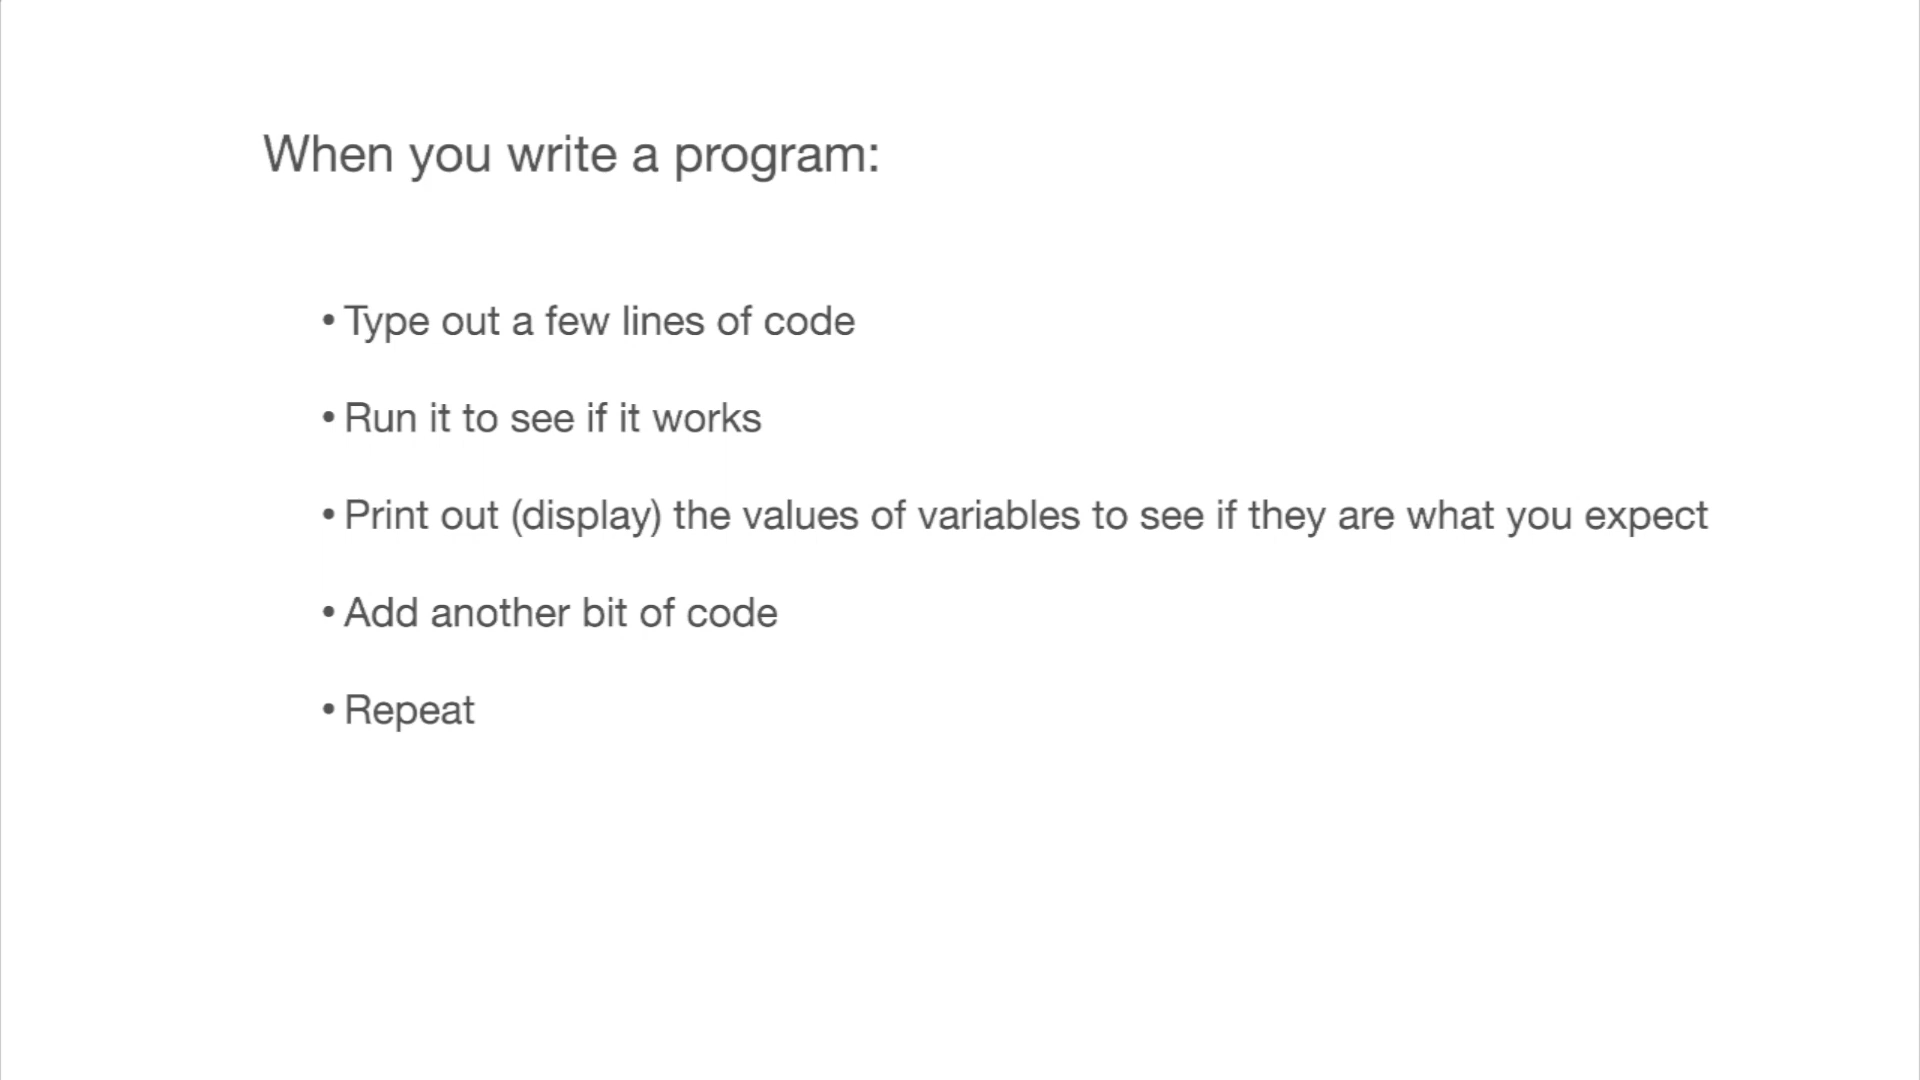 When you write a program:
• Type out a few lines of code
• Run it to see if it works
• Print out (display) the values of variables to see if they are what you expect
• Add another bit of code
• Repeat